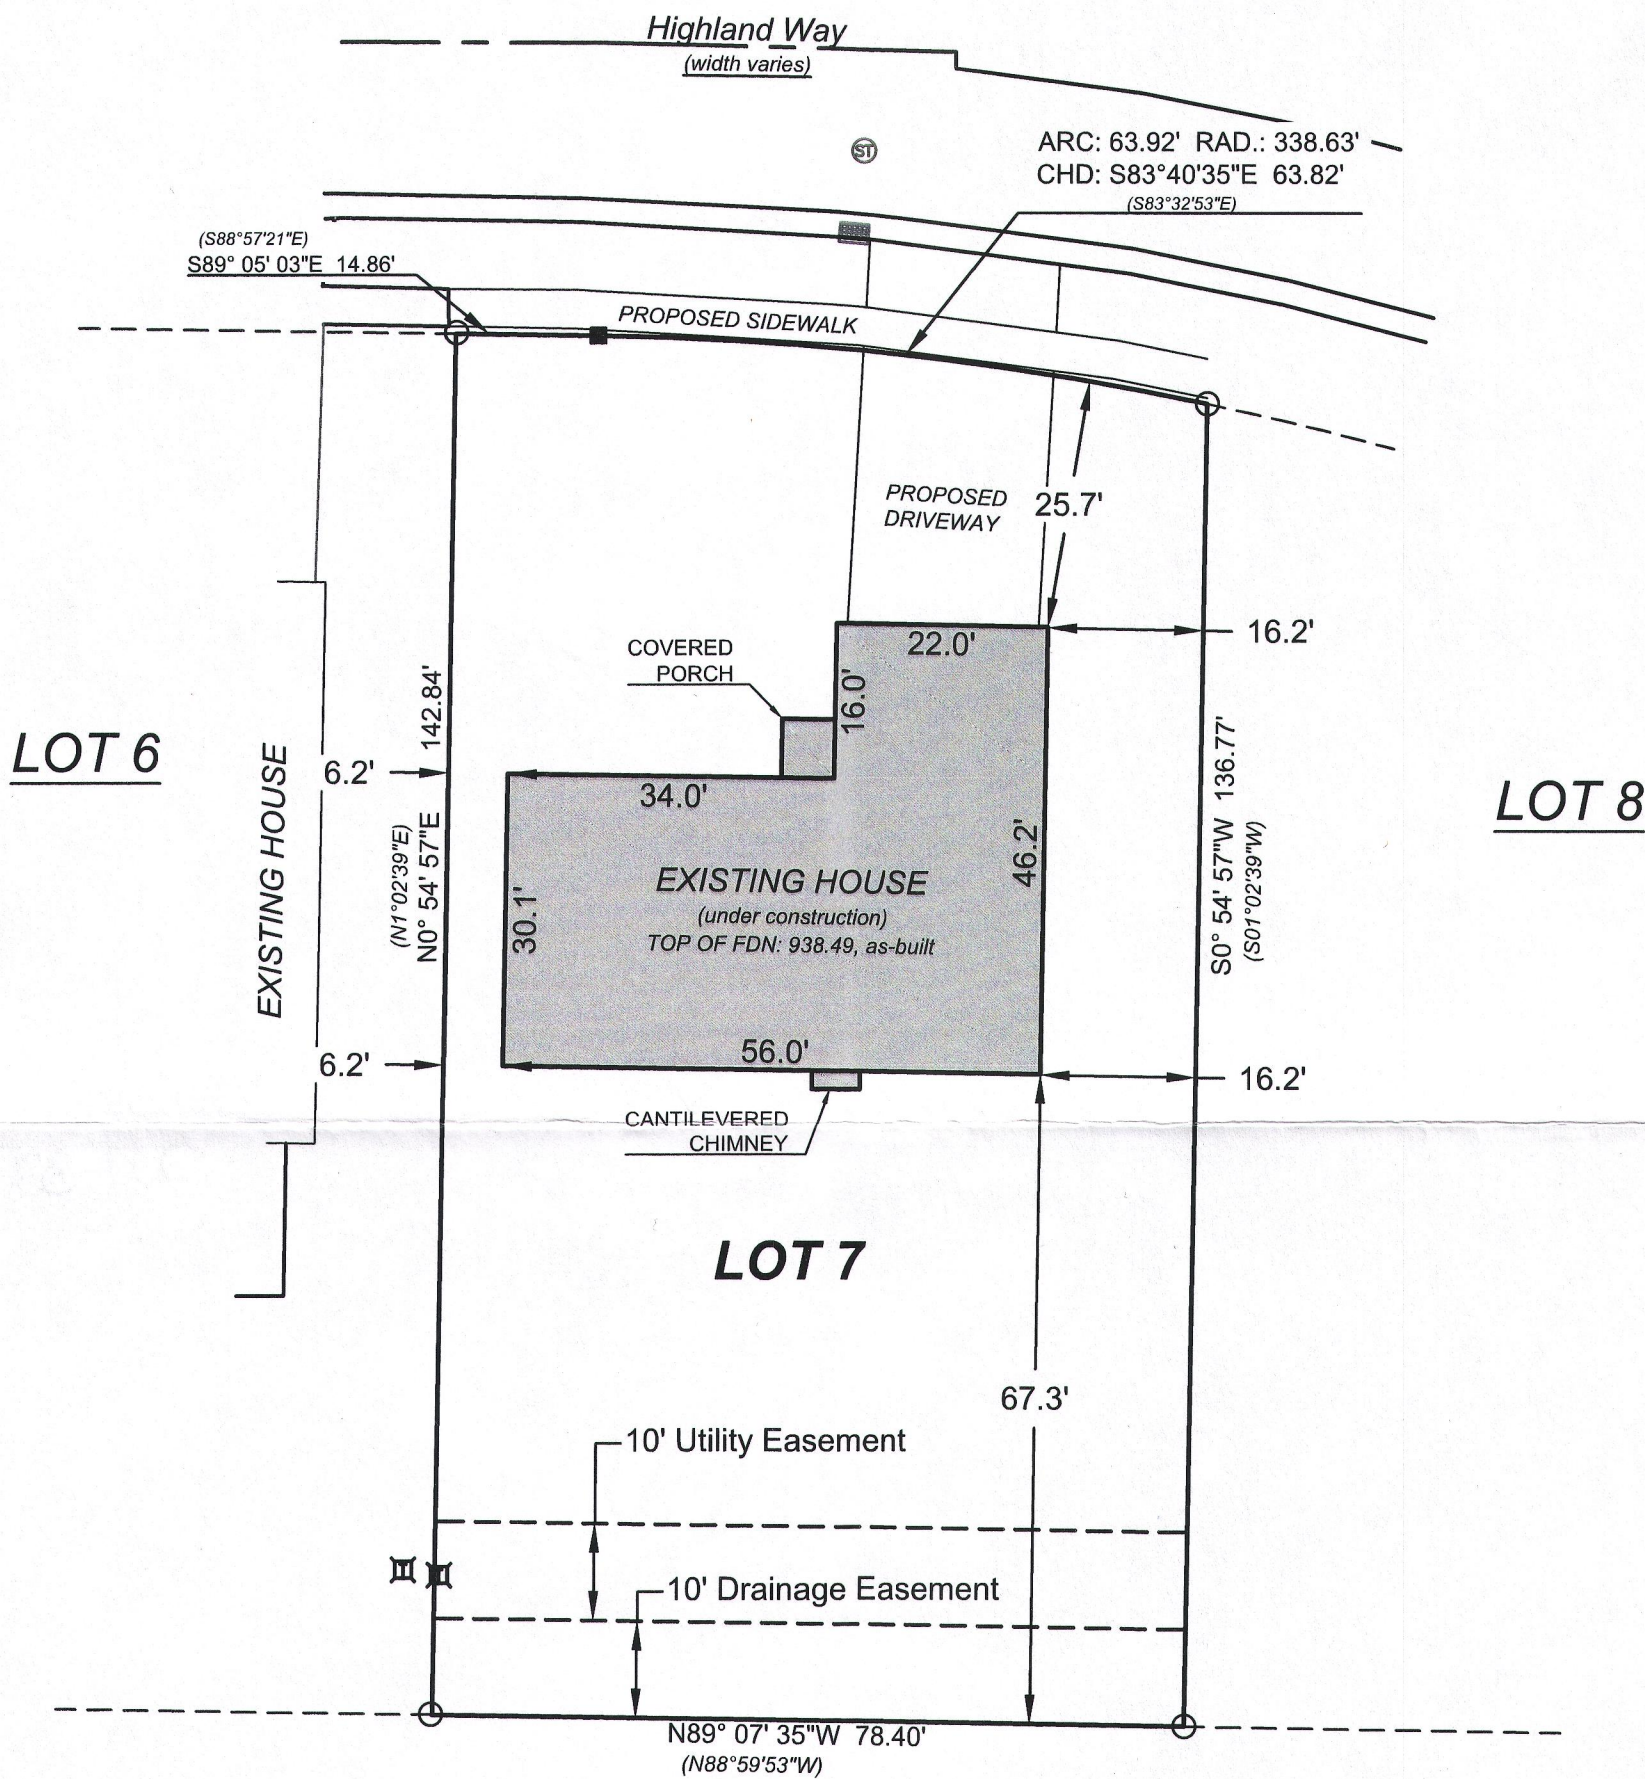 Highland Way
(width varies)
ST
ARC: 63.92' RAD.: 338.63'
CHD: S83°40'35"E 63.82'
(S83°32'53"E)
(S88°57'21"E)
S89° 05' 03"E 14.86'
PROPOSED SIDEWALK
PROPOSED
DRIVEWAY
25.7'
22.0'
16.2'
COVERED
PORCH
16.0'
LOT 6
EXISTING HOUSE
6.2'
N0° 54' 57"E 142.84'
(N1°02'39"E)
34.0'
30.1'
EXISTING HOUSE
(under construction)
TOP OF FDN: 938.49, as-built
46.2'
S0° 54' 57"W 136.77'
(S01°02'39"W)
LOT 8
6.2'
56.0'
16.2'
CANTILEVERED
CHIMNEY
LOT 7
67.3'
10' Utility Easement
10' Drainage Easement
T
T
N89° 07' 35"W 78.40'
(N88°59'53"W)